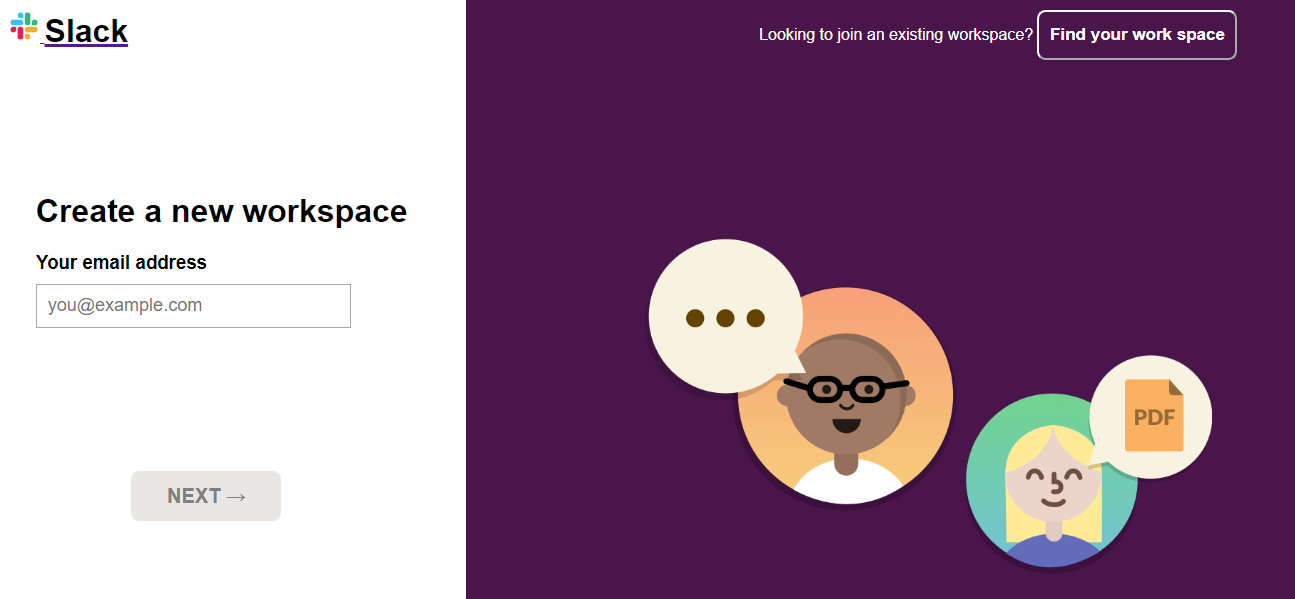 Slack
Looking to join an existing workspace? Find your work space
Create a new workspace
Your email address
you@example.com
PDF
NEXT →